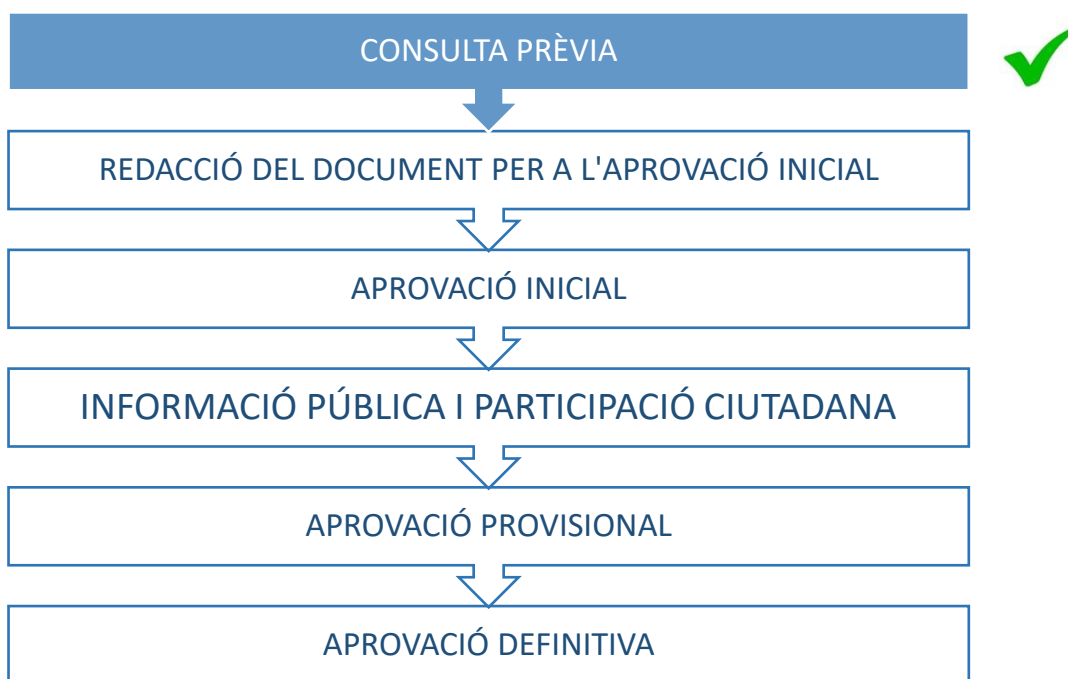 CONSULTA PRÈVIA
REDACCIÓ DEL DOCUMENT PER A L'APROVACIÓ INICIAL
APROVACIÓ INICIAL
INFORMACIÓ PÚBLICA I PARTICIPACIÓ CIUTADANA
APROVACIÓ PROVISIONAL
APROVACIÓ DEFINITIVA